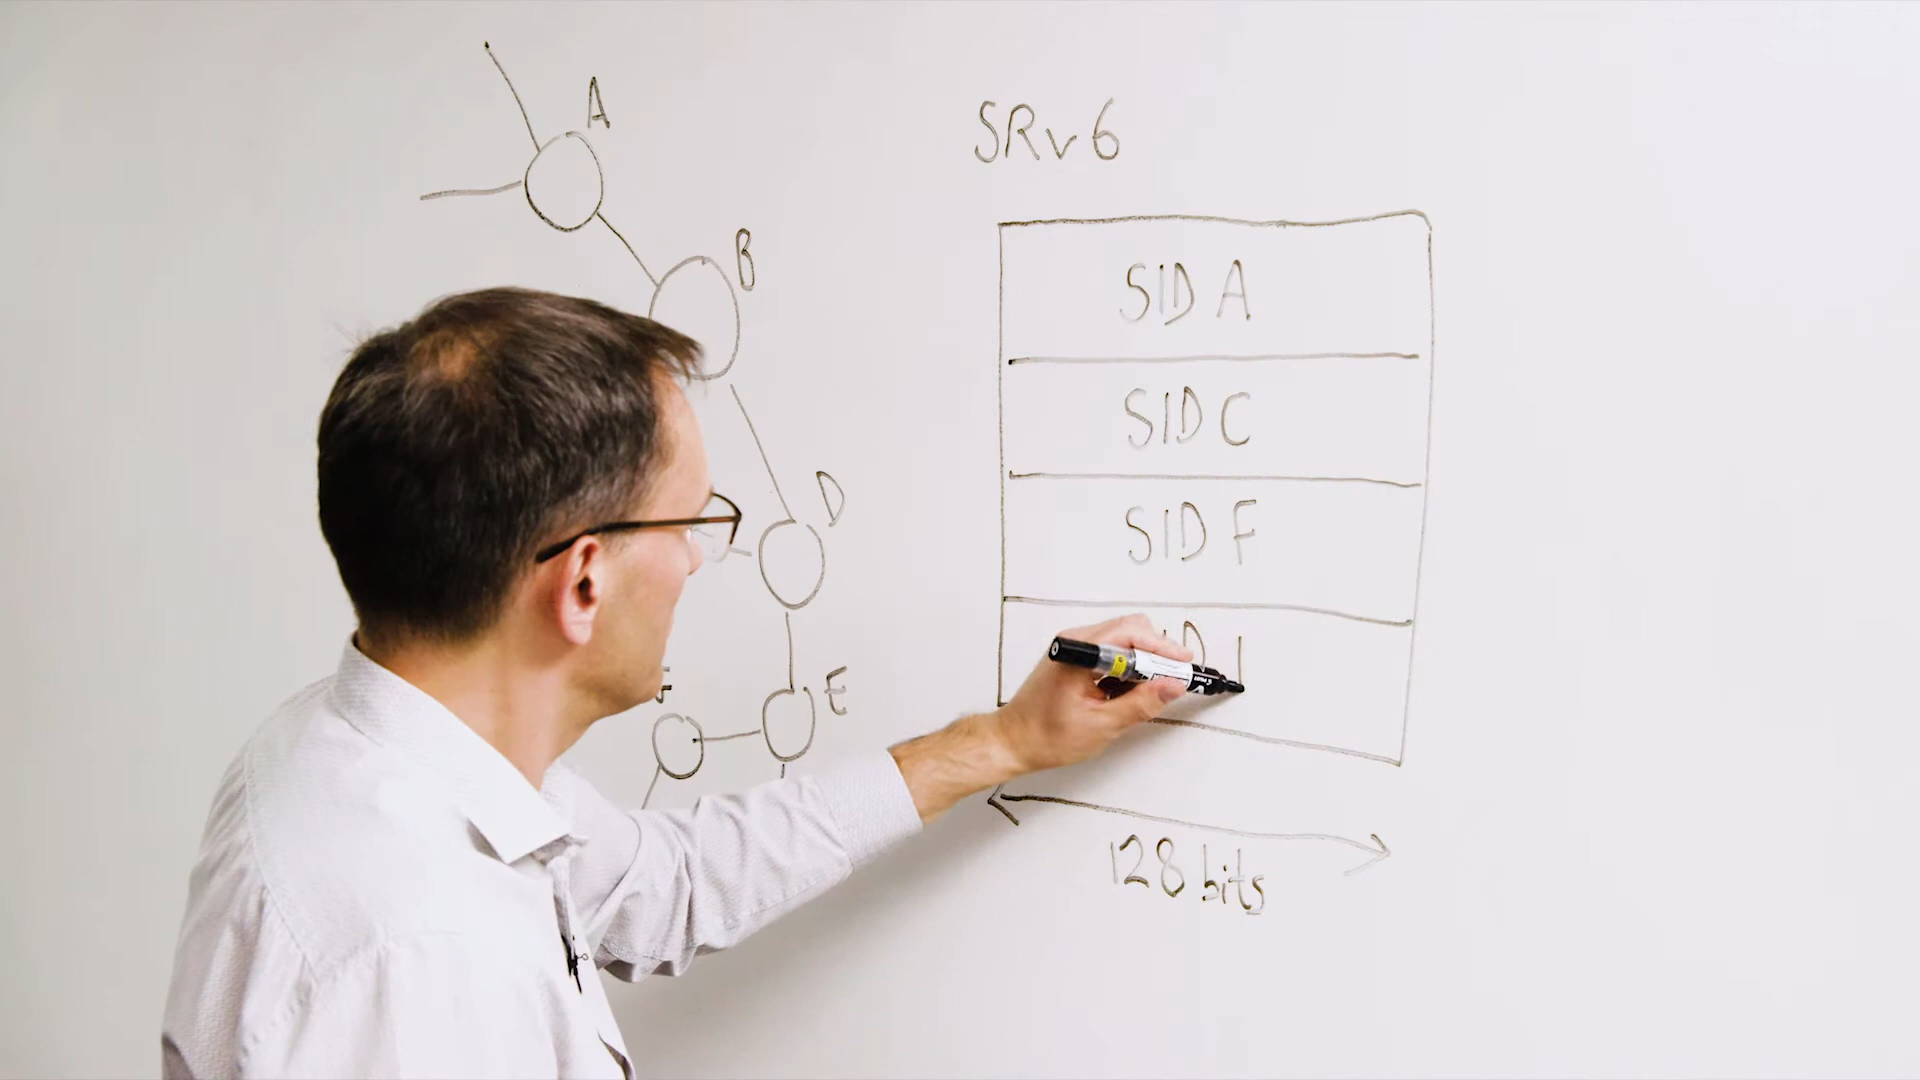 A
B
D
E
SRv6
SID A
SID C
SID F
128 bits